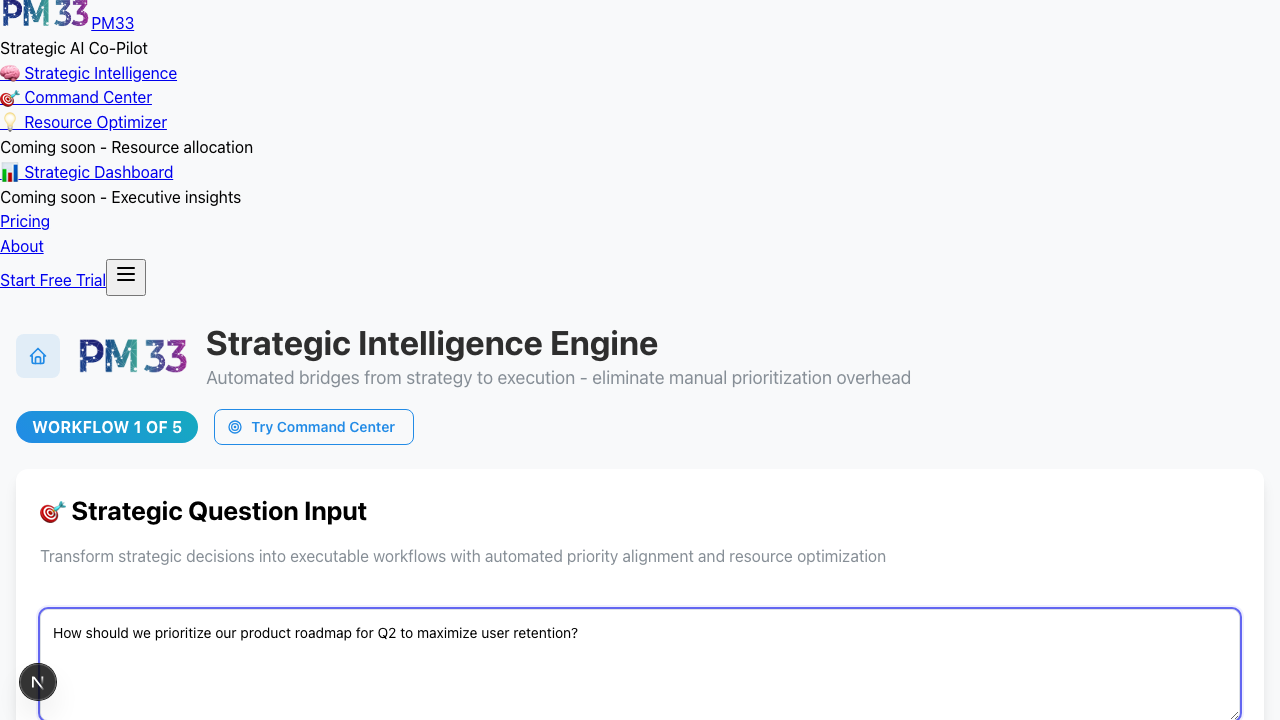 PM33 PM33
Strategic AI Co-Pilot
🧠 Strategic Intelligence
🎯 Command Center
💡 Resource Optimizer
Coming soon - Resource allocation
📊 Strategic Dashboard
Coming soon - Executive insights
Pricing
About
Start Free Trial
PM33
Strategic Intelligence Engine
Automated bridges from strategy to execution - eliminate manual prioritization overhead
WORKFLOW 1 OF 5
Try Command Center
🎯 Strategic Question Input
Transform strategic decisions into executable workflows with automated priority alignment and resource optimization
How should we prioritize our product roadmap for Q2 to maximize user retention?
N